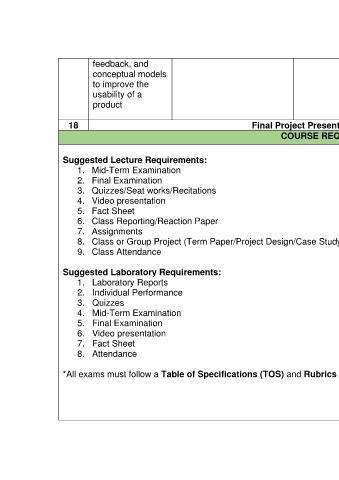 feedback, and
conceptual models
to improve the
usability of a
product
18 Final Project Present
COURSE REQ
Suggested Lecture Requirements:
1. Mid-Term Examination
2. Final Examination
3. Quizzes/Seat works/Recitations
4. Video presentation
5. Fact Sheet
6. Class Reporting/Reaction Paper
7. Assignments
8. Class or Group Project (Term Paper/Project Design/Case Study
9. Class Attendance
Suggested Laboratory Requirements:
1. Laboratory Reports
2. Individual Performance
3. Quizzes
4. Mid-Term Examination
5. Final Examination
6. Video presentation
7. Fact Sheet
8. Attendance
*All exams must follow a Table of Specifications (TOS) and Rubrics